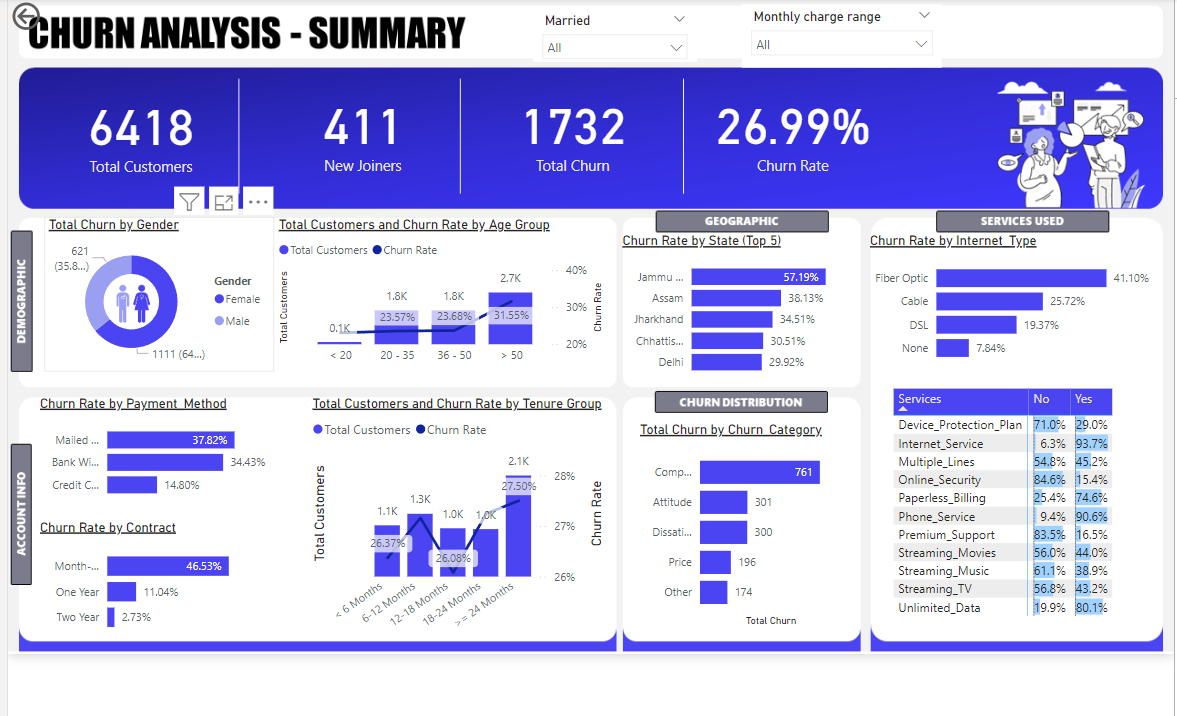 CHURN ANALYSIS - SUMMARY
Married
All
Monthly charge range
All
6418
Total Customers
411
New Joiners
1732
Total Churn
26.99%
Churn Rate
DEMOGRAPHIC
Total Churn by Gender
621
(35.8...)
1111 (64...)
Gender
Female
Male
Total Customers and Churn Rate by Age Group
Total Customers Churn Rate
Total Customers
0.1K 1.8K 1.8K 2.7K
23.57% 23.68% 31.55%
< 20 20 - 35 36 - 50 > 50
40%
30%
20%
Churn Rate
GEOGRAPHIC
Churn Rate by State (Top 5)
Jammu ... 57.19%
Assam 38.13%
Jharkhand 34.51%
Chhattis... 30.51%
Delhi 29.92%
SERVICES USED
Churn Rate by Internet_Type
Fiber Optic 41.10%
Cable 25.72%
DSL 19.37%
None 7.84%
ACCOUNT INFO
Churn Rate by Payment_Method
Mailed ... 37.82%
Bank Wi... 34.43%
Credit C... 14.80%
Churn Rate by Contract
Month-... 46.53%
One Year 11.04%
Two Year 2.73%
Total Customers and Churn Rate by Tenure Group
Total Customers Churn Rate
Total Customers
1.1K 1.3K 1.0K 1.0K 2.1K
26.37% 26.08% 27.50%
< 6 Months 6-12 Months 12-18 Months 18-24 Months >= 24 Months
28%
27%
26%
Churn Rate
CHURN DISTRIBUTION
Total Churn by Churn_Category
Comp... 761
Attitude 301
Dissati... 300
Price 196
Other 174
Total Churn
Services No Yes
Device_Protection_Plan 71.0% 29.0%
Internet_Service 6.3% 93.7%
Multiple_Lines 54.8% 45.2%
Online_Security 84.6% 15.4%
Paperless_Billing 25.4% 74.6%
Phone_Service 9.4% 90.6%
Premium_Support 83.5% 16.5%
Streaming_Movies 56.0% 44.0%
Streaming_Music 61.1% 38.9%
Streaming_TV 56.8% 43.2%
Unlimited_Data 19.9% 80.1%